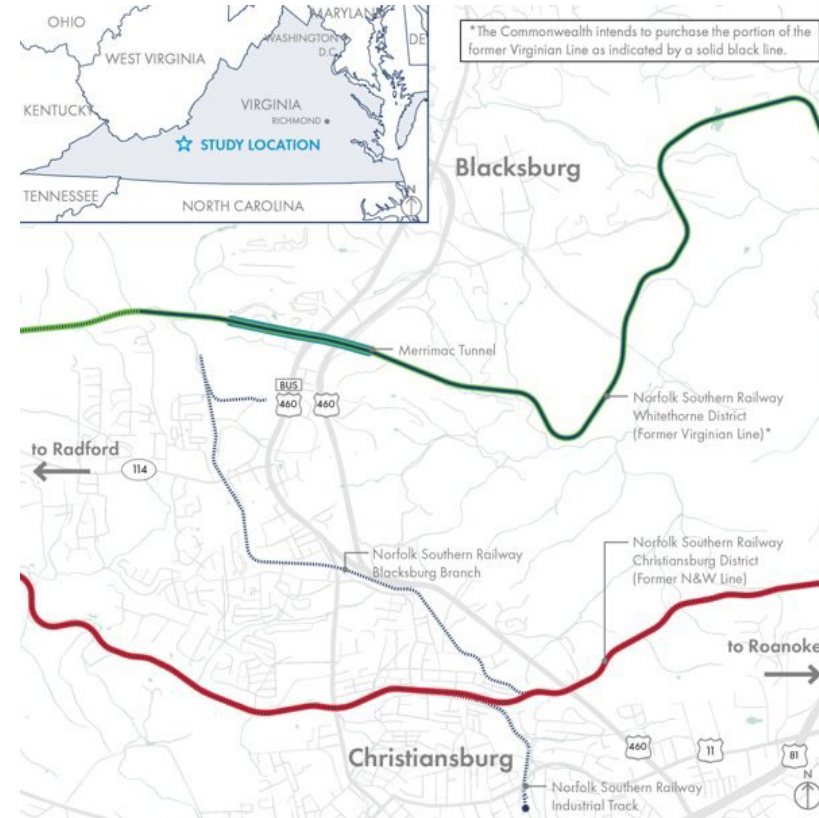 OHIO
MARYLAND
WASHINGTON
D.C.
DE
WEST VIRGINIA
KENTUCKY
VIRGINIA
RICHMOND
STUDY LOCATION
TENNESSEE
NORTH CAROLINA
N
*The Commonwealth intends to purchase the portion of the
former Virginian Line as indicated by a solid black line.
Blacksburg
Merrimac Tunnel
BUS
460
460
Norfolk Southern Railway
Whitethorne District
(Former Virginian Line)*
to Radford
114
Norfolk Southern Railway
Blacksburg Branch
Norfolk Southern Railway
Christiansburg District
(Former N&W Line)
to Roanoke
Christiansburg
460
11
81
N
Norfolk Southern Railway
Industrial Track